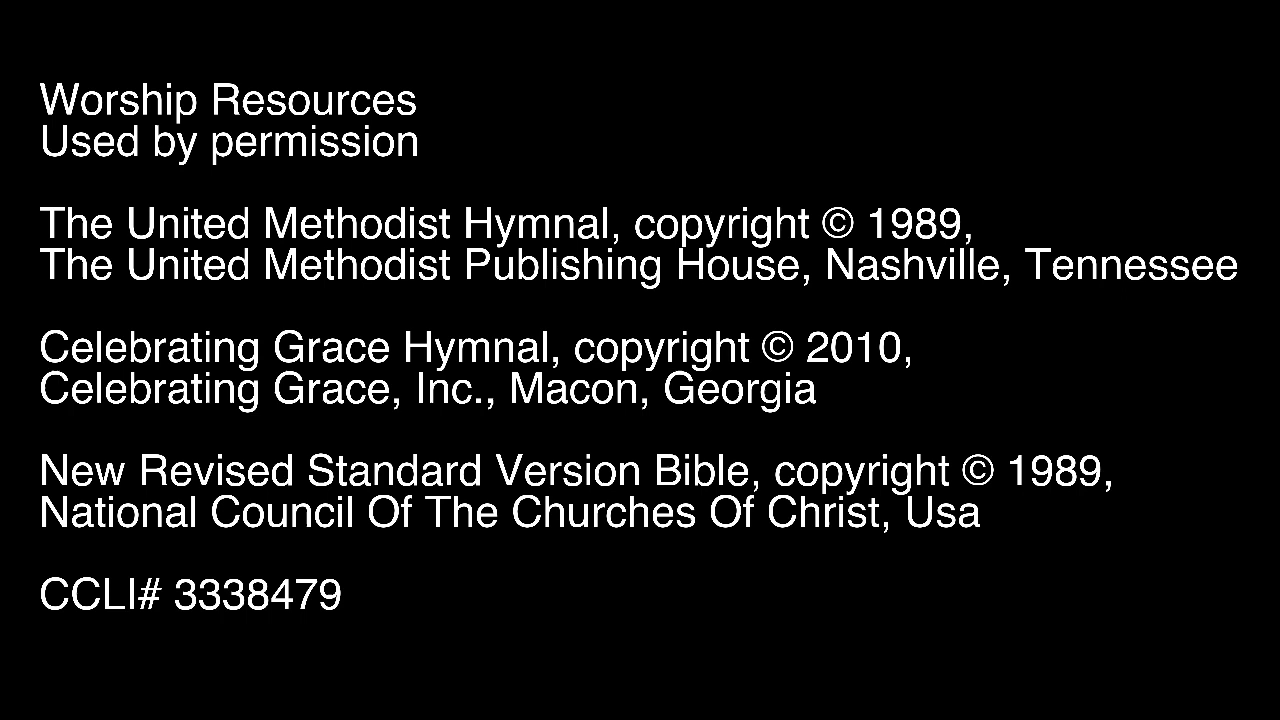 Worship Resources
Used by permission
The United Methodist Hymnal, copyright © 1989,
The United Methodist Publishing House, Nashville, Tennessee
Celebrating Grace Hymnal, copyright © 2010,
Celebrating Grace, Inc., Macon, Georgia
New Revised Standard Version Bible, copyright © 1989,
National Council Of The Churches Of Christ, Usa
CCLI# 3338479